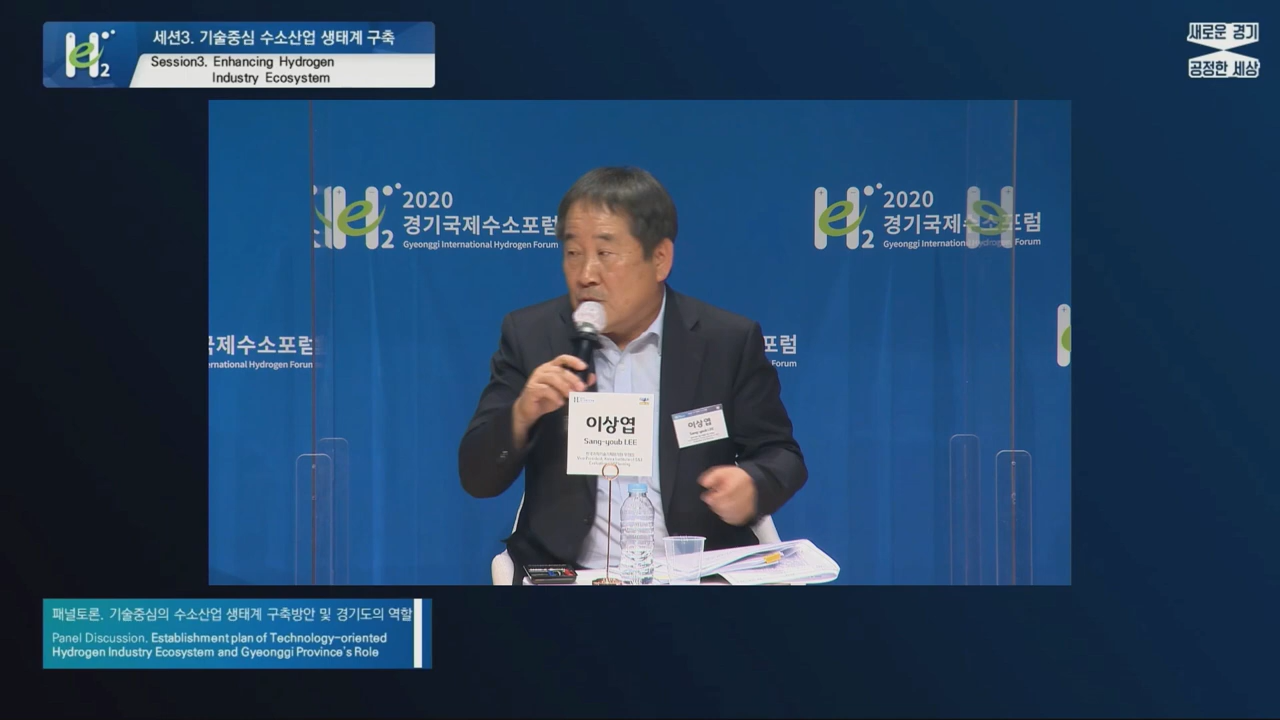 세션3. 기술중심 수소산업 생태계 구축
Session3. Enhancing Hydrogen
Industry Ecosystem
새로운 경기
공정한 세상
2020
경기국제수소포럼
Gyeonggi International Hydrogen Forum
2020
경기국제수소포럼
Gyeonggi International Hydrogen Forum
국제수소포럼
ernational Hydrogen Forum
포럼
Forum
이상엽
Sang-youb LEE
이상엽
Sang-youb LEE
패널토론. 기술중심의 수소산업 생태계 구축방안 및 경기도의 역할
Panel Discussion. Establishment plan of Technology-oriented
Hydrogen Industry Ecosystem and Gyeonggi Province's Role